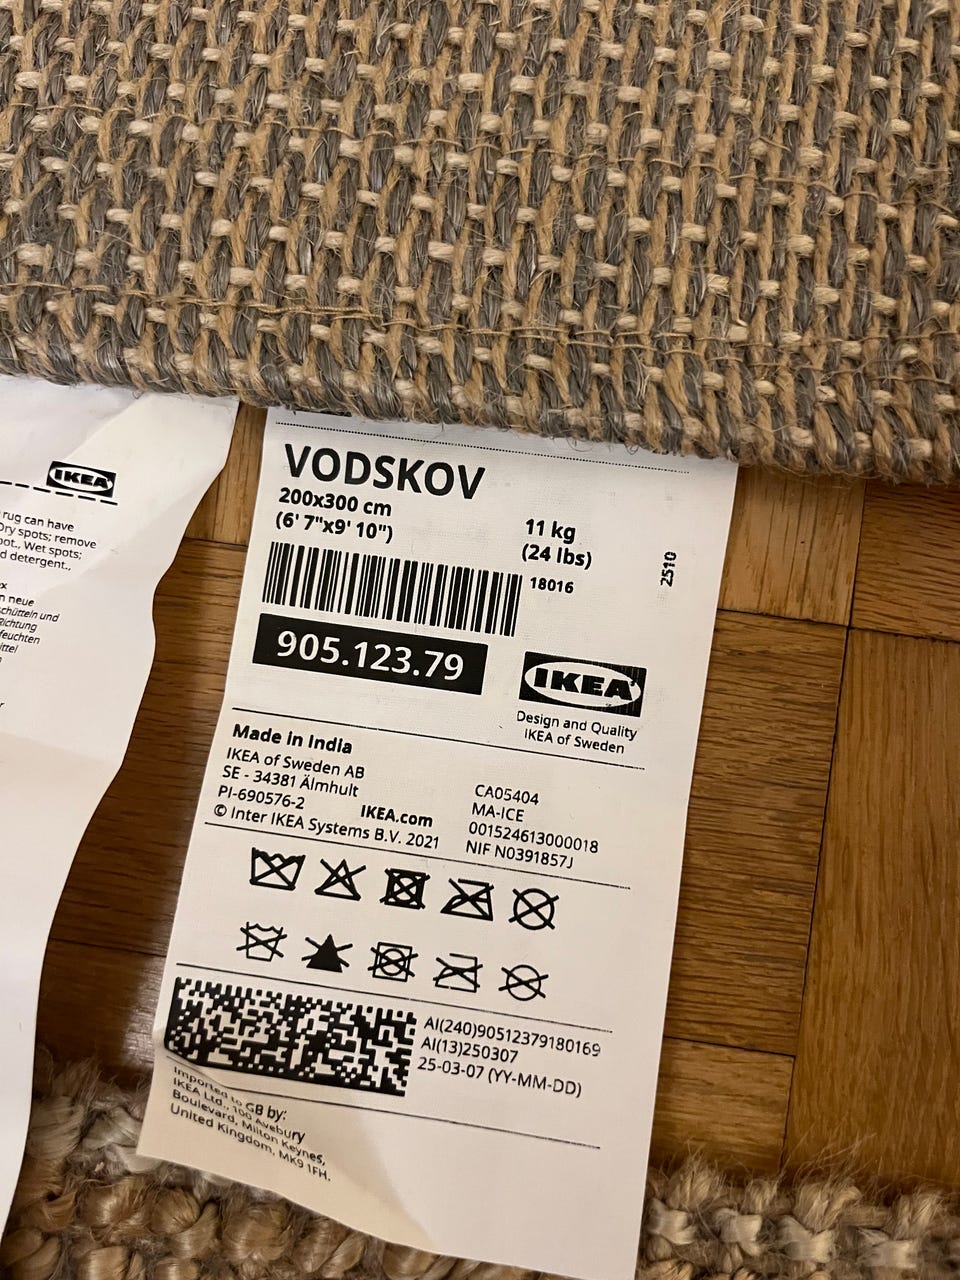 IKEA
rug can have
Dry spots; remove
Wet spots;
detergent.,
neue
schütteln und
Richtung
feuchten
VODSKOV
200x300 cm
(6' 7"x9' 10")
11 kg
(24 lbs)
18016
2510
905.123.79
IKEA
Design and Quality
IKEA of Sweden
Made in India
IKEA of Sweden AB
SE - 34381 Älmhult
PI-690576-2
IKEA.com
© Inter IKEA Systems B.V. 2021
CA05404
MA-ICE
001524613000018
NIF N0391857J
AI(240)90512379180169
AI(13)250307
25-03-07 (YY-MM-DD)
Imported to GB by:
IKEA Ltd., 100 Avebury
Boulevard, Milton Keynes,
United Kingdom, MK9 1FH.